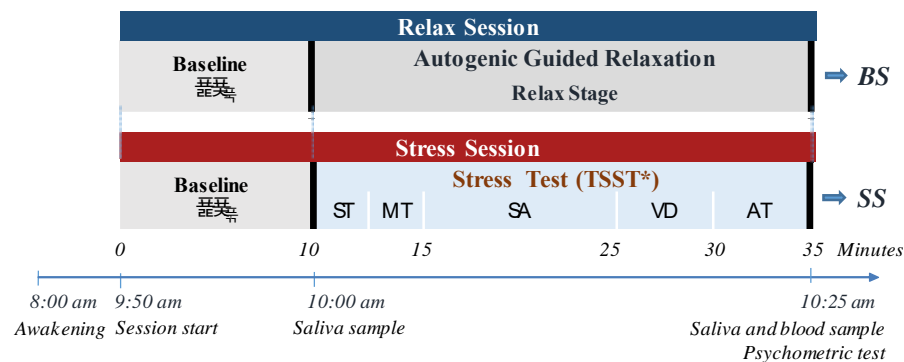 Relax Session
Baseline
Autogenic Guided Relaxation
Relax Stage
BS
Stress Session
Baseline
Stress Test (TSST*)
ST MT SA VD AT
SS
0 10 15 25 30 35 Minutes
8:00 am 9:50 am 10:00 am 10:25 am
Awakening Session start Saliva sample Saliva and blood sample
Psychometric test